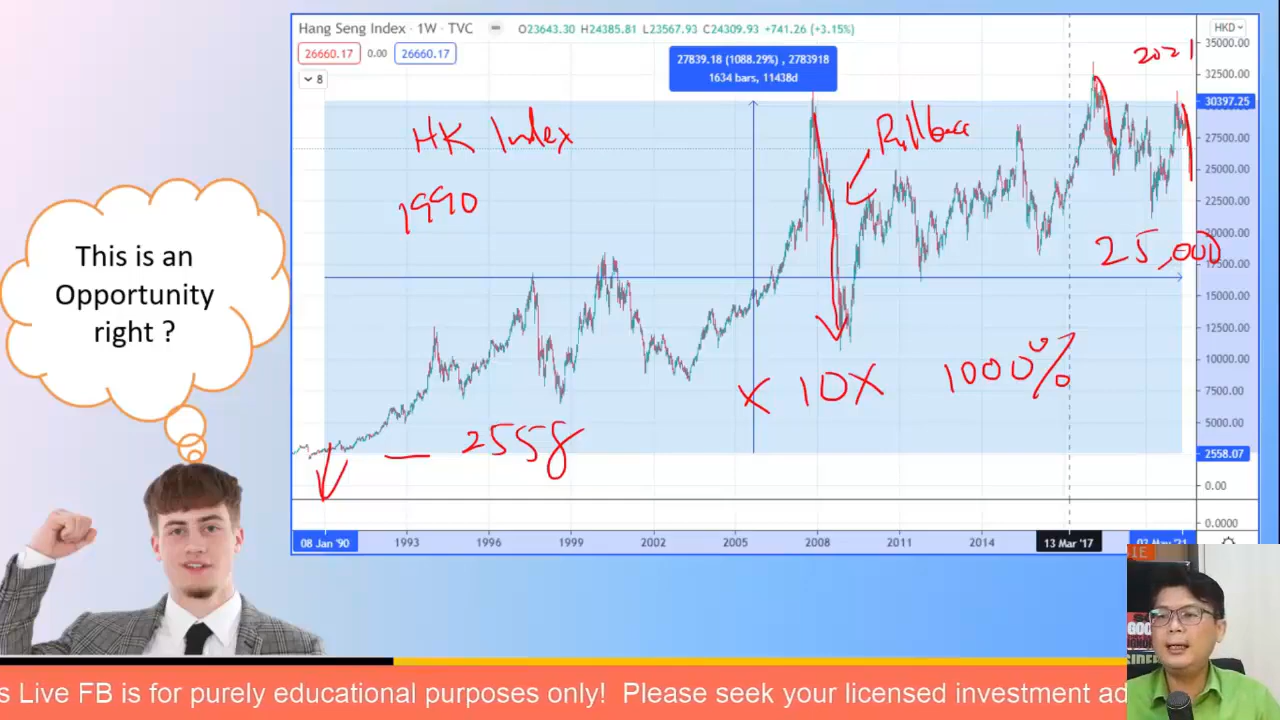 Hang Seng Index · 1W · TVC
O23643.30 H24385.81 L23567.93 C24309.93 +741.26 (+3.15%)
HKD
26660.17 0.00 26660.17
8
27839.18 (1088.29%) , 2783918
1634 bars, 11438d
2021
35000.00
32500.00
30397.25
27500.00
25000.00
22500.00
20000.00
17500.00
15000.00
12500.00
10000.00
7500.00
5000.00
2558.07
0.00
0.0000
HK Index
1990
25,000
x 10X 1000%
2558
This is an
Opportunity
right ?
08 Jan '90 1993 1996 1999 2002 2005 2008 2011 2014 13 Mar '17
s Live FB is for purely educational purposes only! Please seek your licensed investment ad